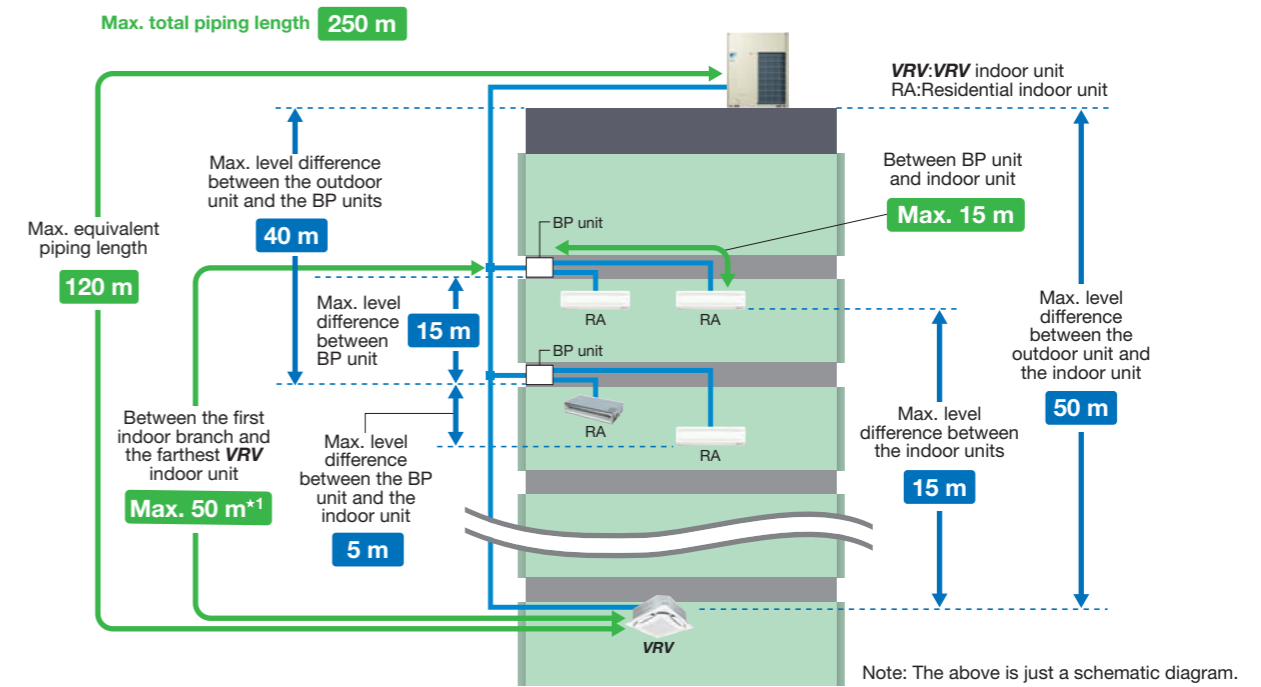 Max. total piping length 250 m
VRV:VRV indoor unit
RA:Residential indoor unit
Max. level difference
between the outdoor
unit and the BP units
40 m
Between BP unit
and indoor unit
Max. 15 m
Max. equivalent
piping length
120 m
BP unit
RA
RA
Max. level
difference
between
BP unit
15 m
Max. level
difference
between the
outdoor unit and
the indoor unit
50 m
BP unit
RA
RA
Between the first
indoor branch and
the farthest VRV
indoor unit
Max. 50 m*1
Max. level
difference
between the BP
unit and the
indoor unit
5 m
Max. level
difference between
the indoor units
15 m
VRV
Note: The above is just a schematic diagram.